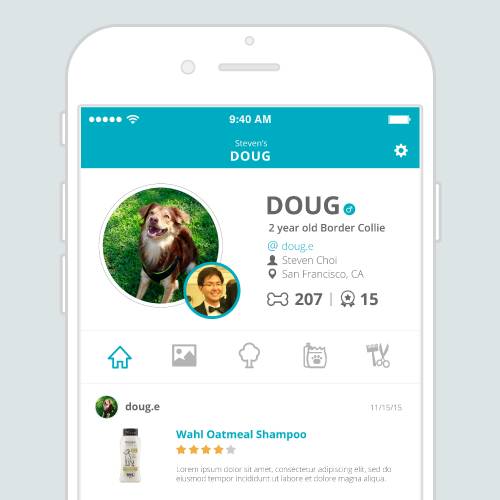 9:40 AM
Steven's
DOUG
DOUG
2 year old Border Collie
@ doug.e
Steven Choi
San Francisco, CA
207 | 15
doug.e
11/15/15
Wahl Oatmeal Shampoo
Lorem ipsum dolor sit amet, consectetur adipiscing elit, sed do
eiusmod tempor incididunt ut labore et dolore magna aliqua.